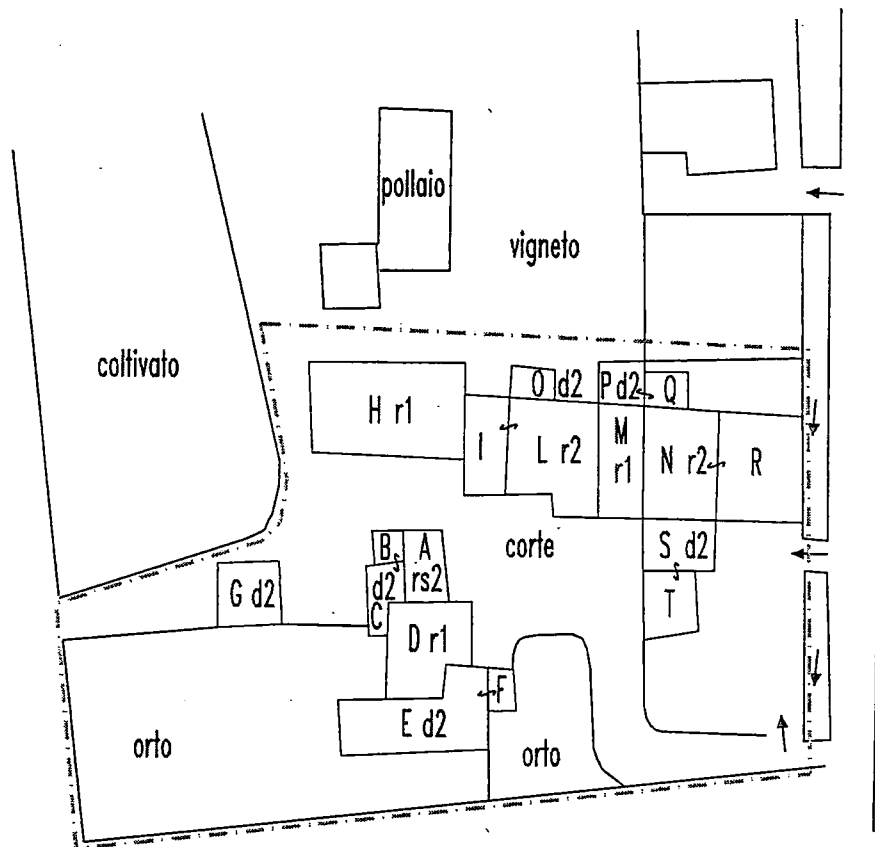 pollaio
vigneto
coltivato
O d2
P d2 Q
H r1
I L r2 M r1 N r2 R
B A
corte
S d2
d2 rs2
G d2
C
T
D r1
F
E d2
orto
orto